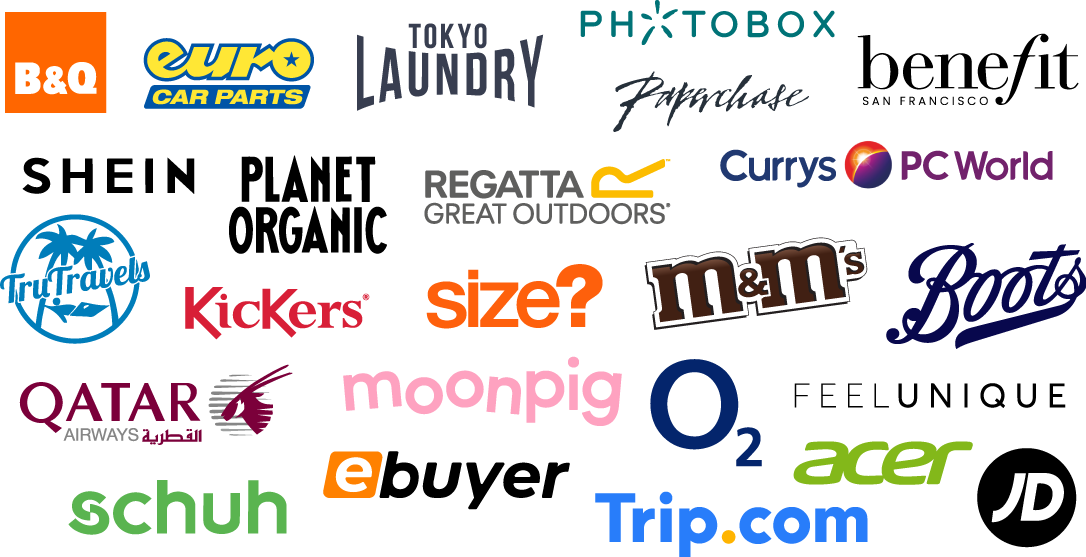 B&Q
euro
CAR PARTS
TOKYO
LAUNDRY
PHOTOBOX
Paperchase
benefit
SAN FRANCISCO
SHEIN
PLANET
ORGANIC
REGATTA
GREAT OUTDOORS
Currys PC World
TruTravels
KicKers®
size?
m&m's
Boots
QATAR
AIRWAYS القطرية
moonpig
O2
FEELUNIQUE
acer
schuh
ebuyer
Trip.com
JD